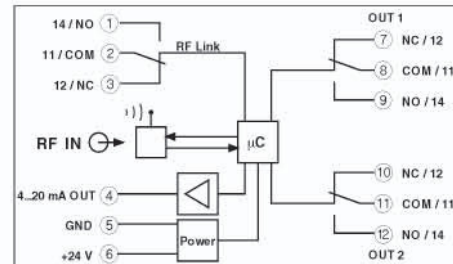 OUT 1
14 / NO 1
7 NC / 12
11 / COM 2
RF Link
8 COM / 11
12 / NC 3
9 NO / 14
RF IN
µC
10 NC / 12
4...20 mA OUT 4
11 COM / 11
GND 5
Power
12 NO / 14
+24 V 6
OUT 2